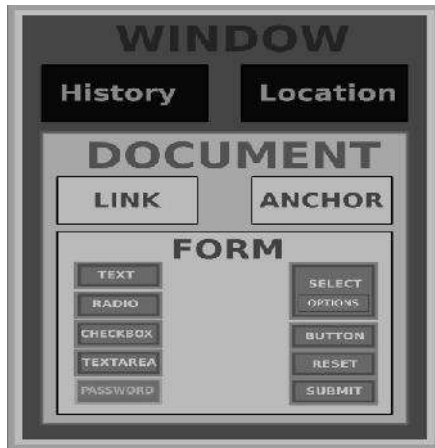 WINDOW
History
Location
DOCUMENT
LINK
ANCHOR
FORM
TEXT
RADIO
CHECKBOX
TEXTAREA
PASSWORD
SELECT
OPTIONS
BUTTON
RESET
SUBMIT